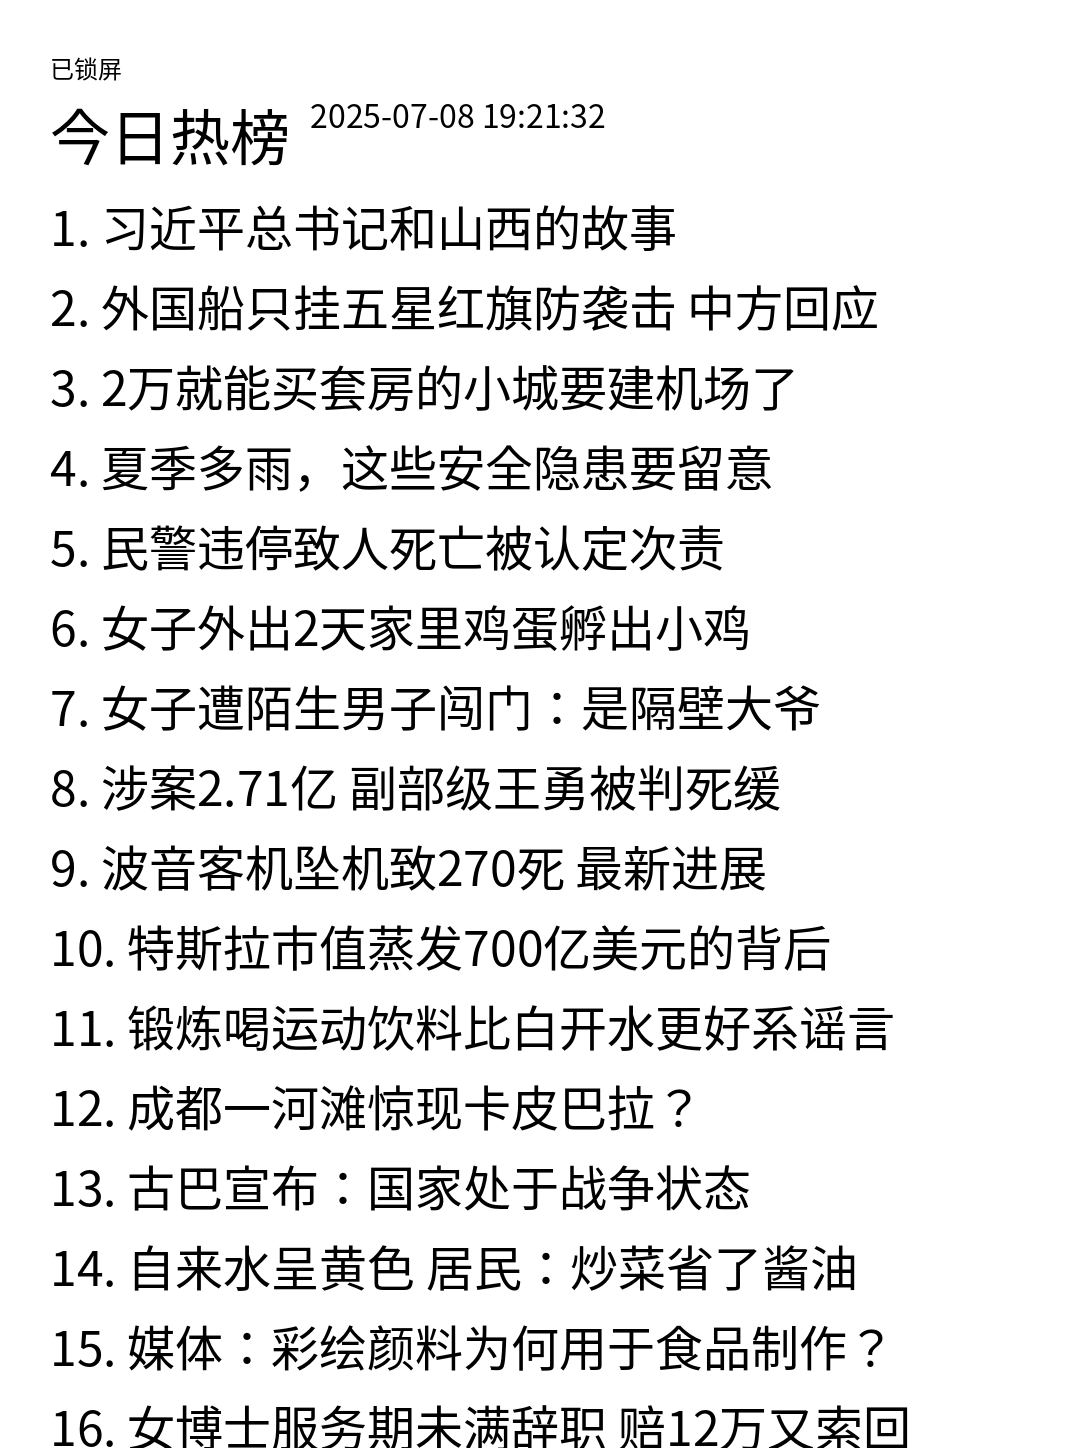 已锁屏
今日热榜 2025-07-08 19:21:32
1. 习近平总书记和山西的故事
2. 外国船只挂五星红旗防袭击 中方回应
3. 2万就能买套房的小城要建机场了
4. 夏季多雨，这些安全隐患要留意
5. 民警违停致人死亡被认定次责
6. 女子外出2天家里鸡蛋孵出小鸡
7. 女子遭陌生男子闯门：是隔壁大爷
8. 涉案2.71亿 副部级王勇被判死缓
9. 波音客机坠机致270死 最新进展
10. 特斯拉市值蒸发700亿美元的背后
11. 锻炼喝运动饮料比白开水更好系谣言
12. 成都一河滩惊现卡皮巴拉？
13. 古巴宣布：国家处于战争状态
14. 自来水呈黄色 居民：炒菜省了酱油
15. 媒体：彩绘颜料为何用于食品制作？
16. 女博士服务期未满辞职 赔12万又索回